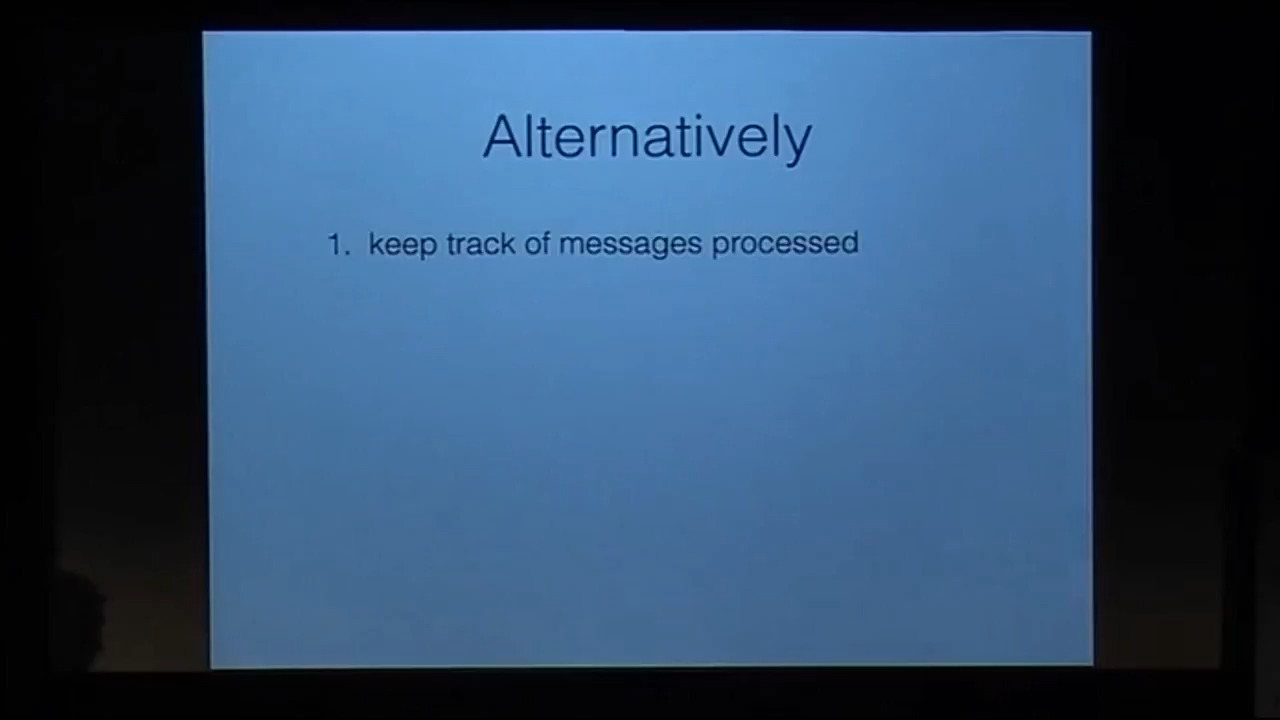 Alternatively
1. keep track of messages processed